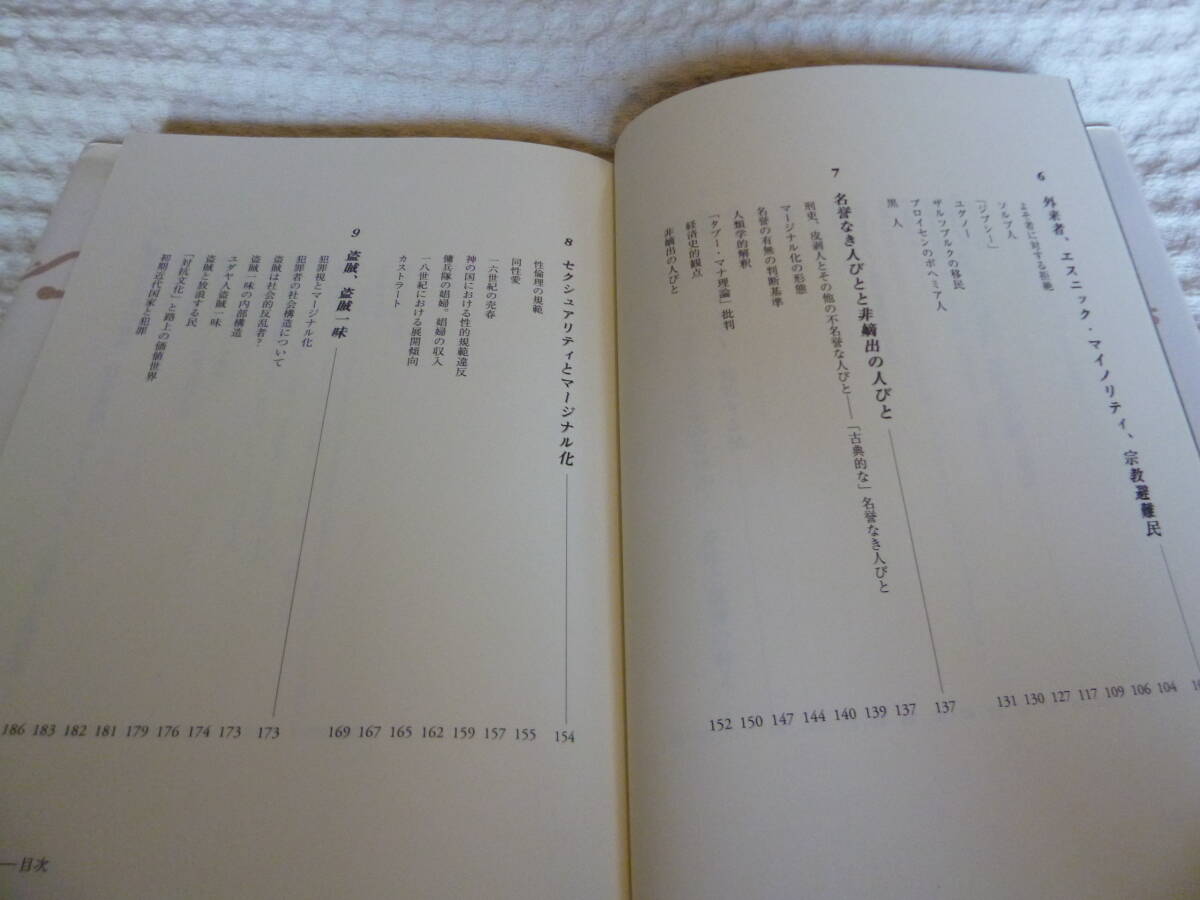 6 外来者、エスニック・マイノリティ、宗教避難民
よそ者に対する恐怖 104
ソルブ人 106
「ジプシー」 109
ユグノー 117
ザルツブルクの移民 127
プロイセンのボヘミア人 130
黒人 131
7 名誉なき人びとと非嫡出の人びと 137
刑吏、皮剥人とその他の不名誉な人びと——「古典的な」名誉なき人びと 137
マージナル化の形態 139
名誉の有無の判断基準 140
人類学的解釈 144
「タブー・マナ理論」批判 147
経済史的観点 150
非嫡出の人びと 152
8 セクシュアリティとマージナル化 154
性倫理の規範 155
同性愛 157
一六世紀の売春 159
神の国における性的規範違反 162
傭兵隊の娼婦。娼婦の収入 165
一八世紀における展開傾向 167
カストラート 169
9 盗賊、盗賊一味 173
犯罪視とマージナル化 173
犯罪者の社会構造について 174
盗賊は社会的反乱者? 176
盗賊一味の内部構造 179
ユダヤ人盗賊一味 181
盗賊と放浪する民 182
「対抗文化」と路上の価値世界 183
初期近代国家と犯罪 186
—目次